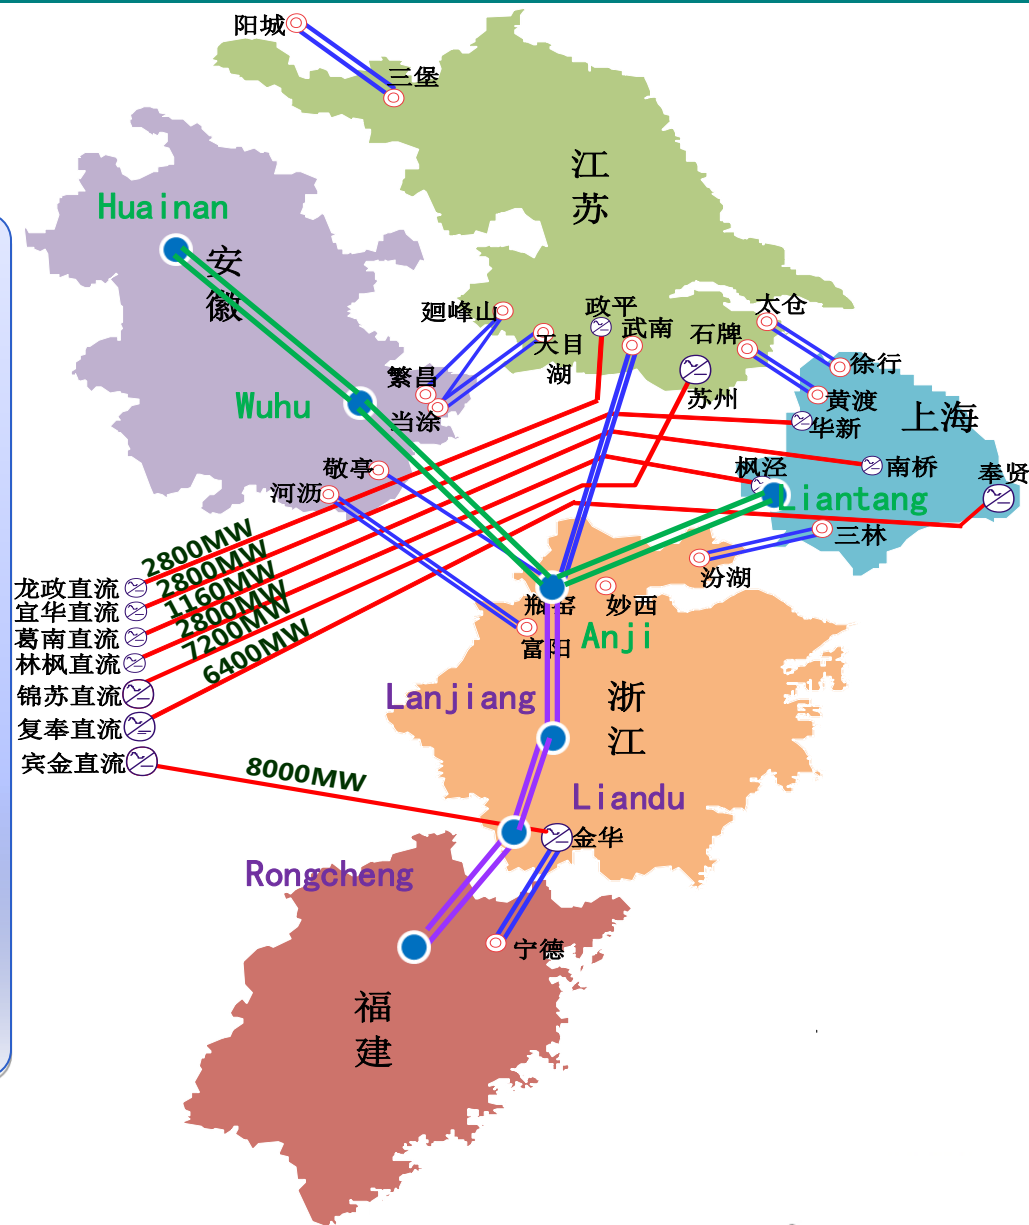 阳城
三堡
江
苏
Huainan
安
徽
廻峰山
政平
太仓
天目
湖
武南
石牌
徐行
繁昌
苏州
黄渡
Wuhu
当涂
华新
上海
敬亭
枫泾
南桥
奉贤
河沥
Liantang
三林
2800MW
2800MW
1160MW
2800MW
7200MW
6400MW
汾湖
龙政直流
宜华直流
葛南直流
林枫直流
锦苏直流
复奉直流
宾金直流
瓶窑
妙西
富阳
Anji
Lanjiang
浙
江
8000MW
Liandu
金华
Rongcheng
宁德
福
建